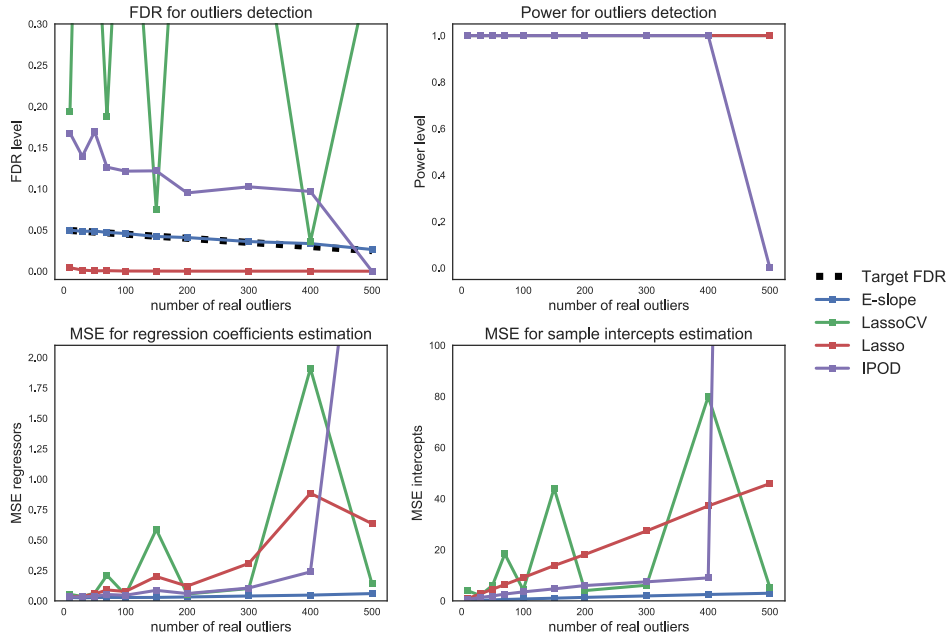 FDR for outliers detection
Power for outliers detection
0.30
0.25
0.20
0.15
0.10
0.05
0.00
FDR level
0 100 200 300 400 500
number of real outliers
1.0
0.8
0.6
0.4
0.2
0.0
Power level
0 100 200 300 400 500
number of real outliers
Target FDR
E-slope
LassoCV
Lasso
IPOD
MSE for regression coefficients estimation
MSE for sample intercepts estimation
2.00
1.75
1.50
1.25
1.00
0.75
0.50
0.25
0.00
MSE regressors
0 100 200 300 400 500
number of real outliers
100
80
60
40
20
0
MSE intercepts
0 100 200 300 400 500
number of real outliers